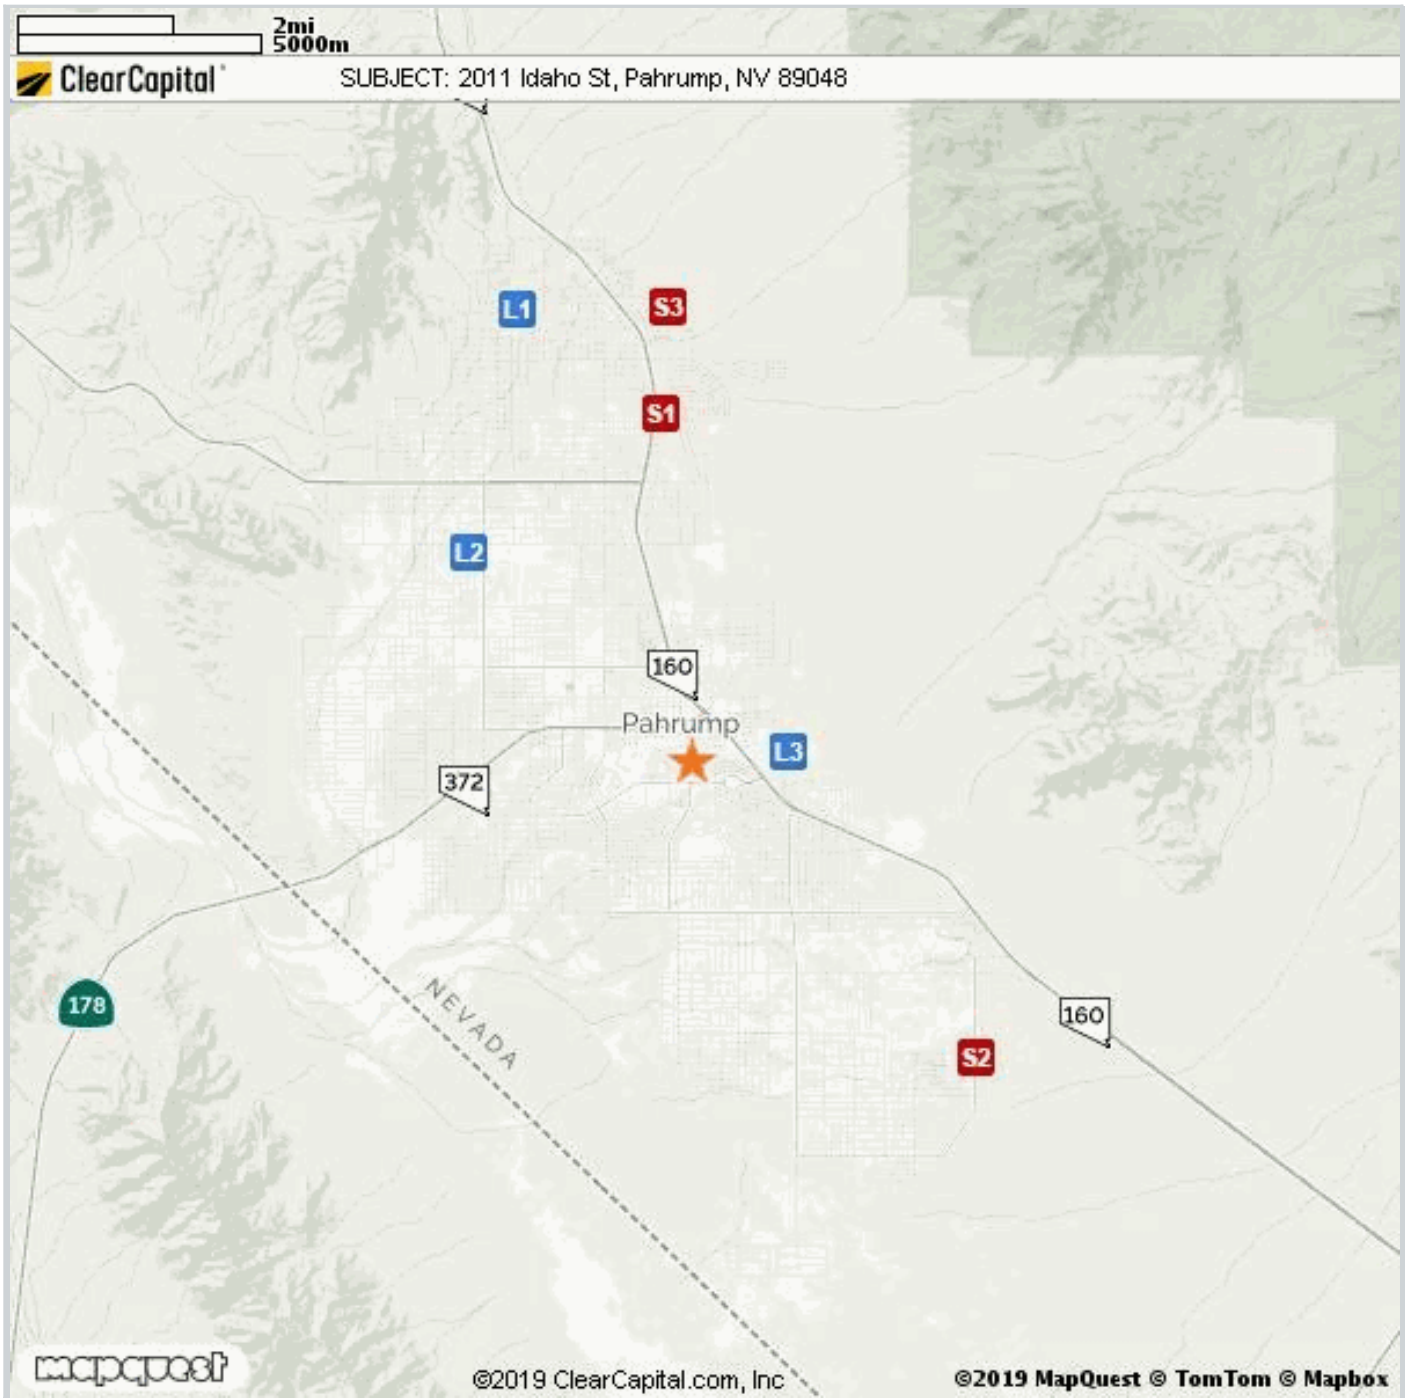 2mi
5000m
ClearCapital
SUBJECT: 2011 Idaho St, Pahrump, NV 89048
L1
S3
S1
L2
160
Pahrump
L3
372
178
NEVADA
160
S2
mapquest
©2019 ClearCapital.com, Inc
©2019 MapQuest © TomTom © Mapbox